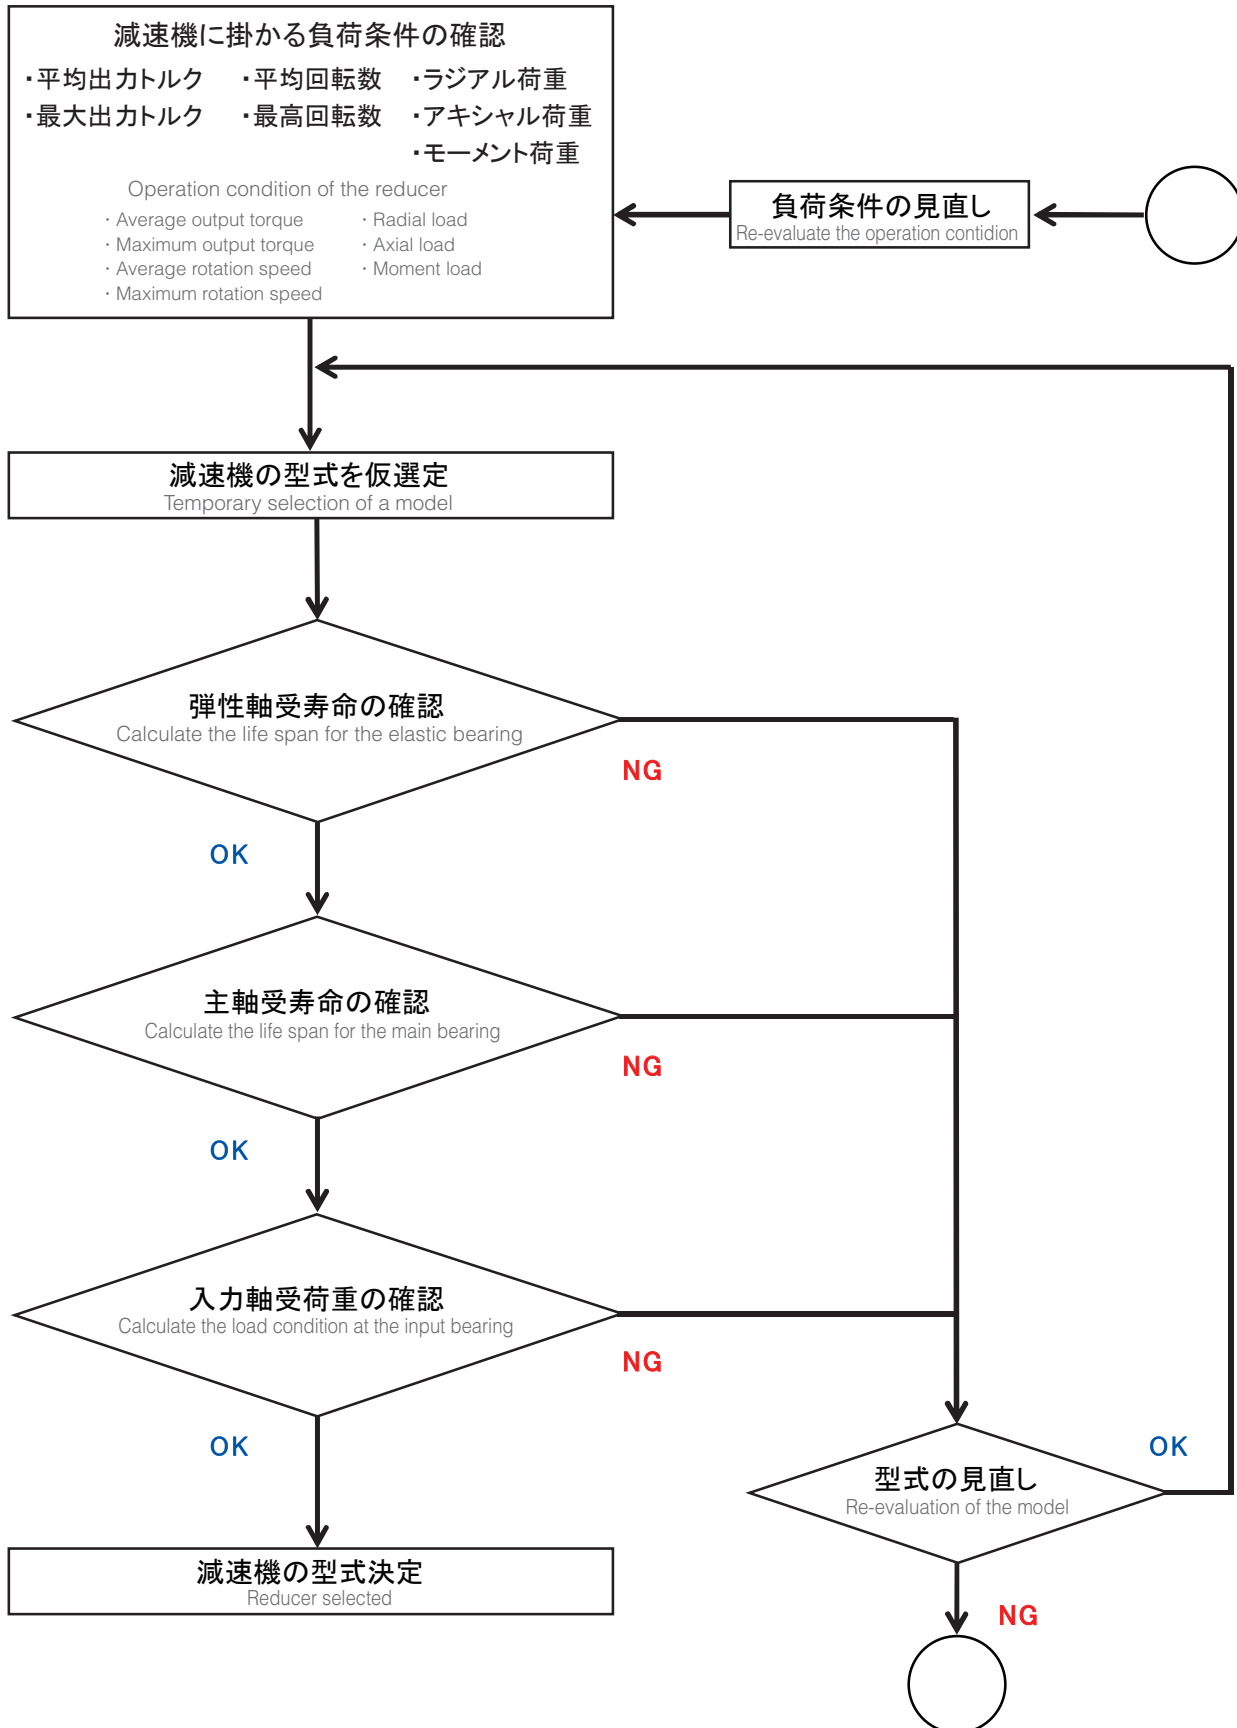 減速機に掛かる負荷条件の確認
・平均出力トルク ・平均回転数 ・ラジアル荷重
・最大出力トルク ・最高回転数 ・アキシャル荷重
・モーメント荷重
Operation condition of the reducer
・Average output torque ・Radial load
・Maximum output torque ・Axial load
・Average rotation speed ・Moment load
・Maximum rotation speed
負荷条件の見直し
Re-evaluate the operation contidion
減速機の型式を仮選定
Temporary selection of a model
弾性軸受寿命の確認
Calculate the life span for the elastic bearing
NG
OK
主軸受寿命の確認
Calculate the life span for the main bearing
NG
OK
入力軸受荷重の確認
Calculate the load condition at the input bearing
NG
OK
型式の見直し
Re-evaluation of the model
OK
NG
減速機の型式決定
Reducer selected